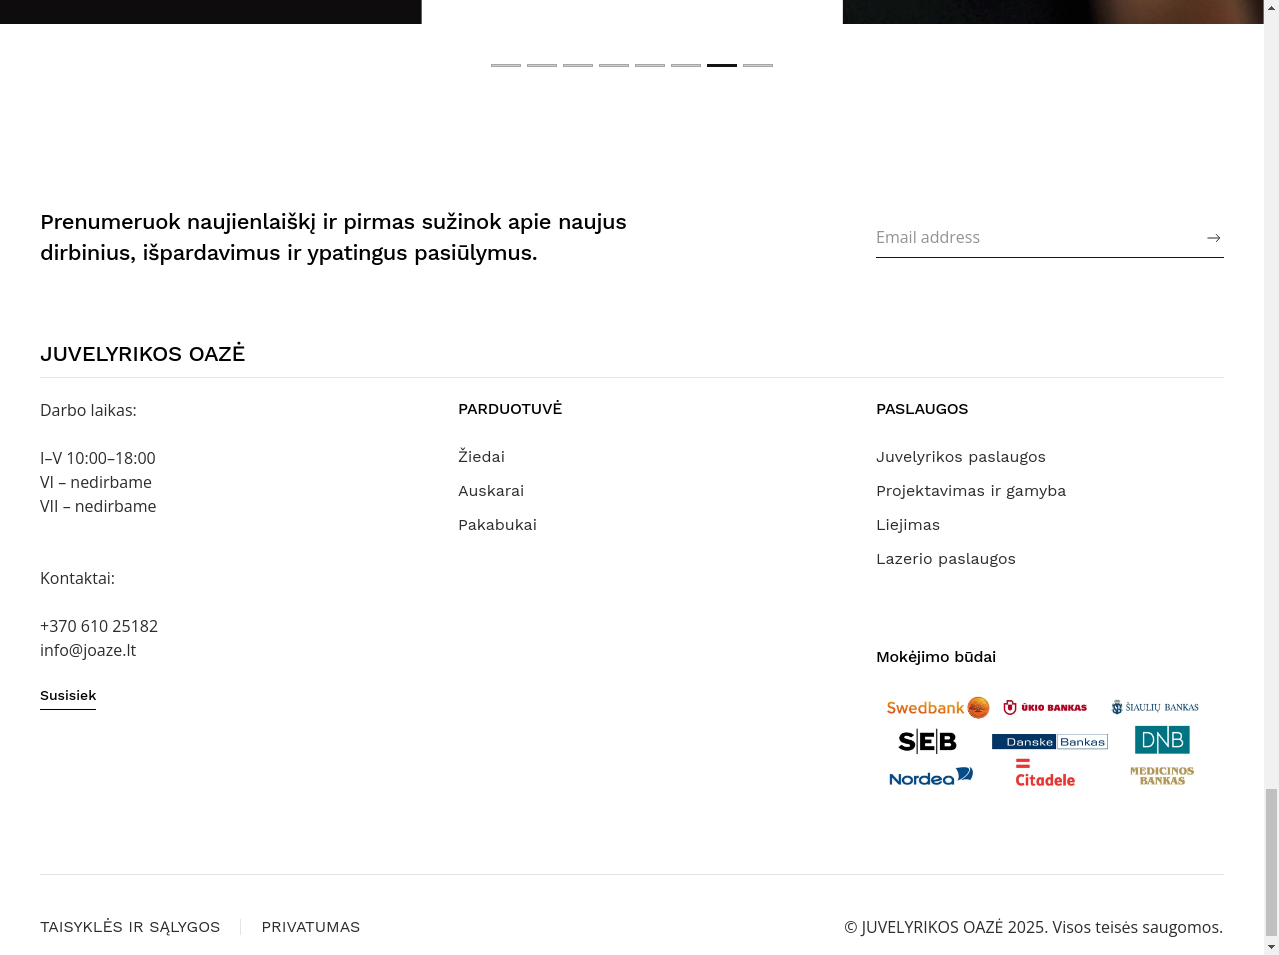 Prenumeruok naujienlaiškį ir pirmas sužinok apie naujus
dirbinius, išpardavimus ir ypatingus pasiūlymus.
Email address
JUVELYRIKOS OAZĖ
Darbo laikas:
I–V 10:00–18:00
VI – nedirbame
VII – nedirbame
Kontaktai:
+370 610 25182
info@joaze.lt
Susisiek
PARDUOTUVĖ
Žiedai
Auskarai
Pakabukai
PASLAUGOS
Juvelyrikos paslaugos
Projektavimas ir gamyba
Liejimas
Lazerio paslaugos
Mokėjimo būdai
Swedbank ŪKIO BANKAS ŠIAULIŲ BANKAS
SEB Danske Bankas DNB
Nordea Citadele MEDICINOS BANKAS
TAISYKLĖS IR SĄLYGOS
PRIVATUMAS
© JUVELYRIKOS OAZĖ 2025. Visos teisės saugomos.